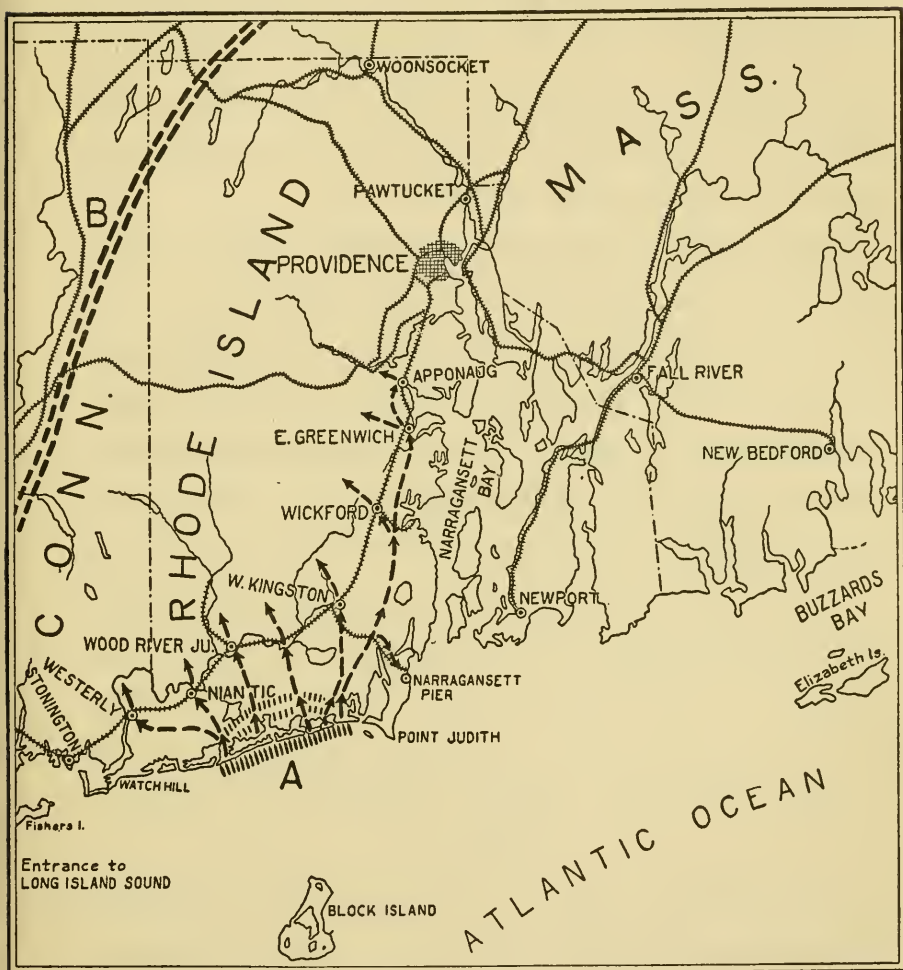 WOONSOCKET
MASS.
B
PAWTUCKET
PROVIDENCE
RHODE ISLAND
APPONAUG
FALL RIVER
E. GREENWICH
NEW BEDFORD
NARRAGANSETT
BAY
CONN.
WICKFORD
W. KINGSTON
NEWPORT
BUZZARDS
BAY
WOOD RIVER JU.
Elizabeth Is.
WESTERLY
NIANTIC
NARRAGANSETT
PIER
STONINGTON
POINT JUDITH
WATCH HILL
A
Fishers I.
ATLANTIC OCEAN
Entrance to
LONG ISLAND SOUND
BLOCK ISLAND